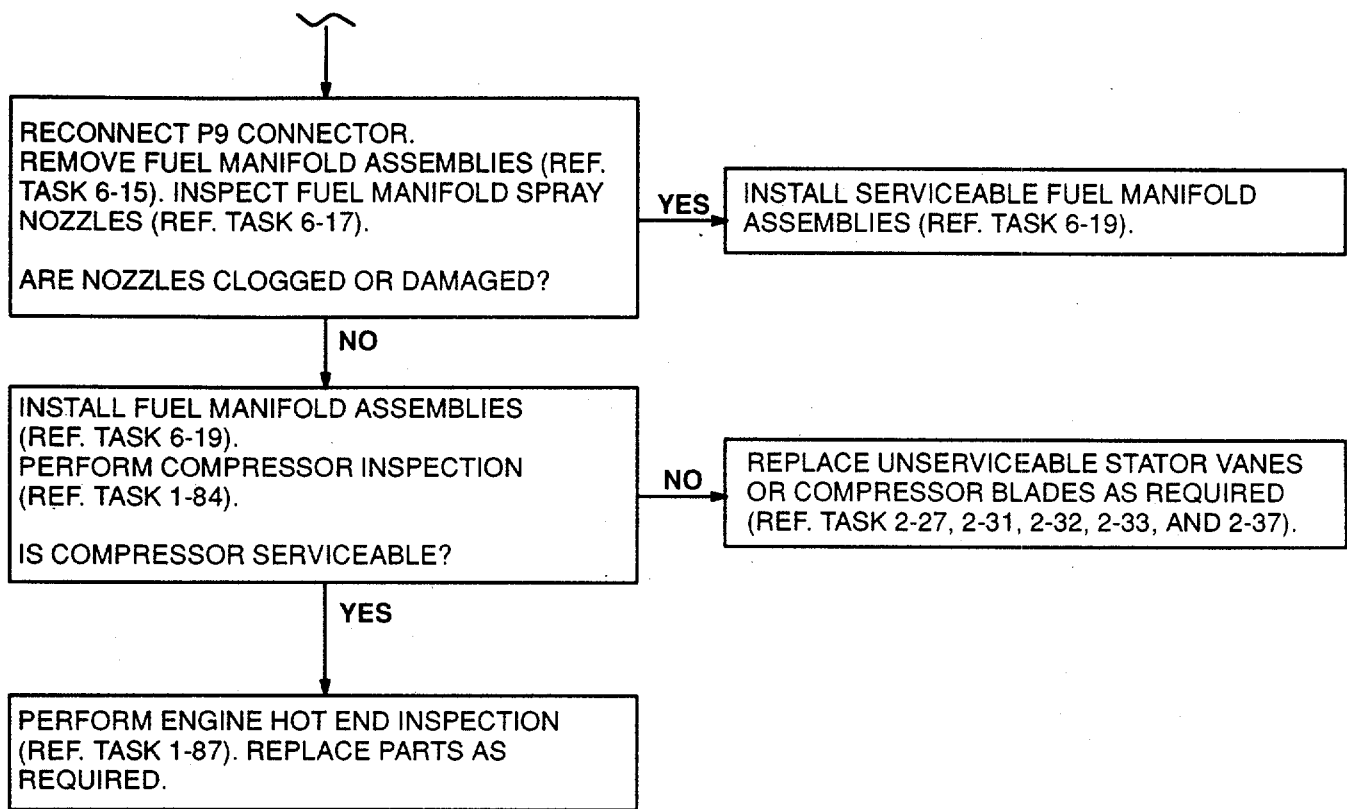 RECONNECT P9 CONNECTOR.
REMOVE FUEL MANIFOLD ASSEMBLIES (REF.
TASK 6-15). INSPECT FUEL MANIFOLD SPRAY
NOZZLES (REF. TASK 6-17).
ARE NOZZLES CLOGGED OR DAMAGED?
YES
INSTALL SERVICEABLE FUEL MANIFOLD
ASSEMBLIES (REF. TASK 6-19).
NO
INSTALL FUEL MANIFOLD ASSEMBLIES
(REF. TASK 6-19).
PERFORM COMPRESSOR INSPECTION
(REF. TASK 1-84).
IS COMPRESSOR SERVICEABLE?
NO
REPLACE UNSERVICEABLE STATOR VANES
OR COMPRESSOR BLADES AS REQUIRED
(REF. TASK 2-27, 2-31, 2-32, 2-33, AND 2-37).
YES
PERFORM ENGINE HOT END INSPECTION
(REF. TASK 1-87). REPLACE PARTS AS
REQUIRED.